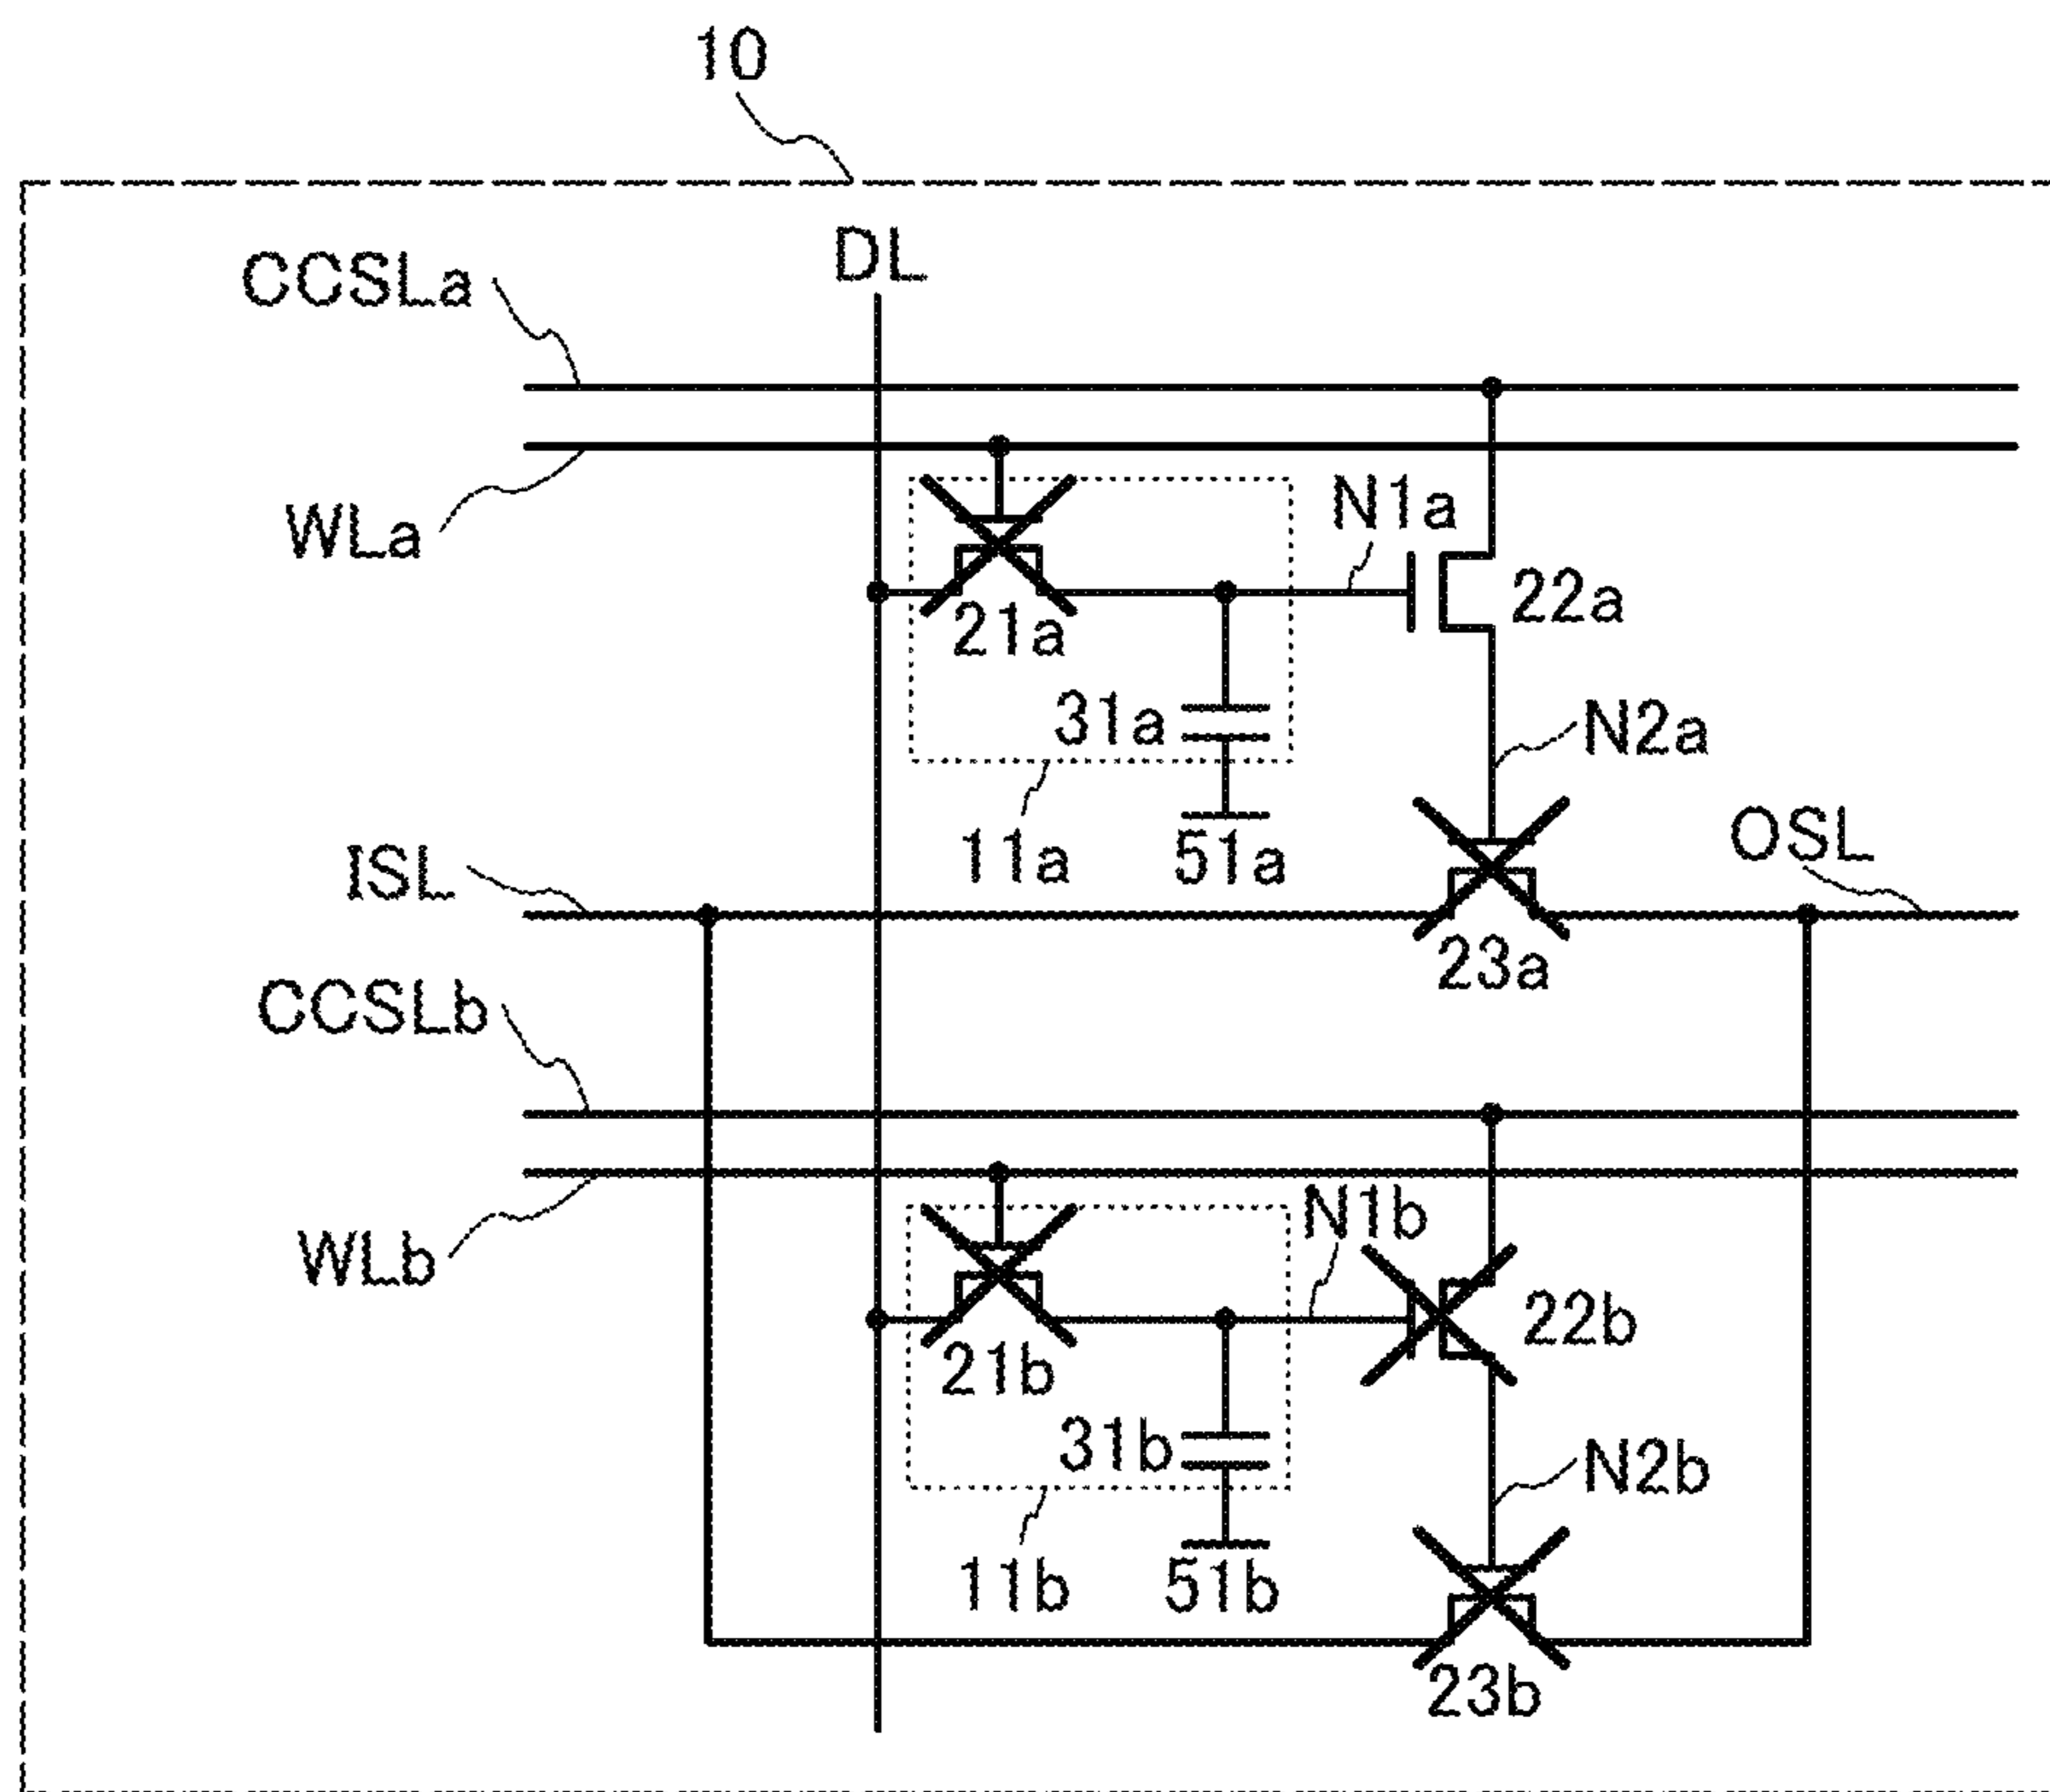 10
DL
CCSLa
WLa
N1a
21a
22a
31a
N2a
11a
51a
OSL
ISL
23a
CCSLb
WLb
N1b
21b
22b
31b
N2b
11b
51b
23b